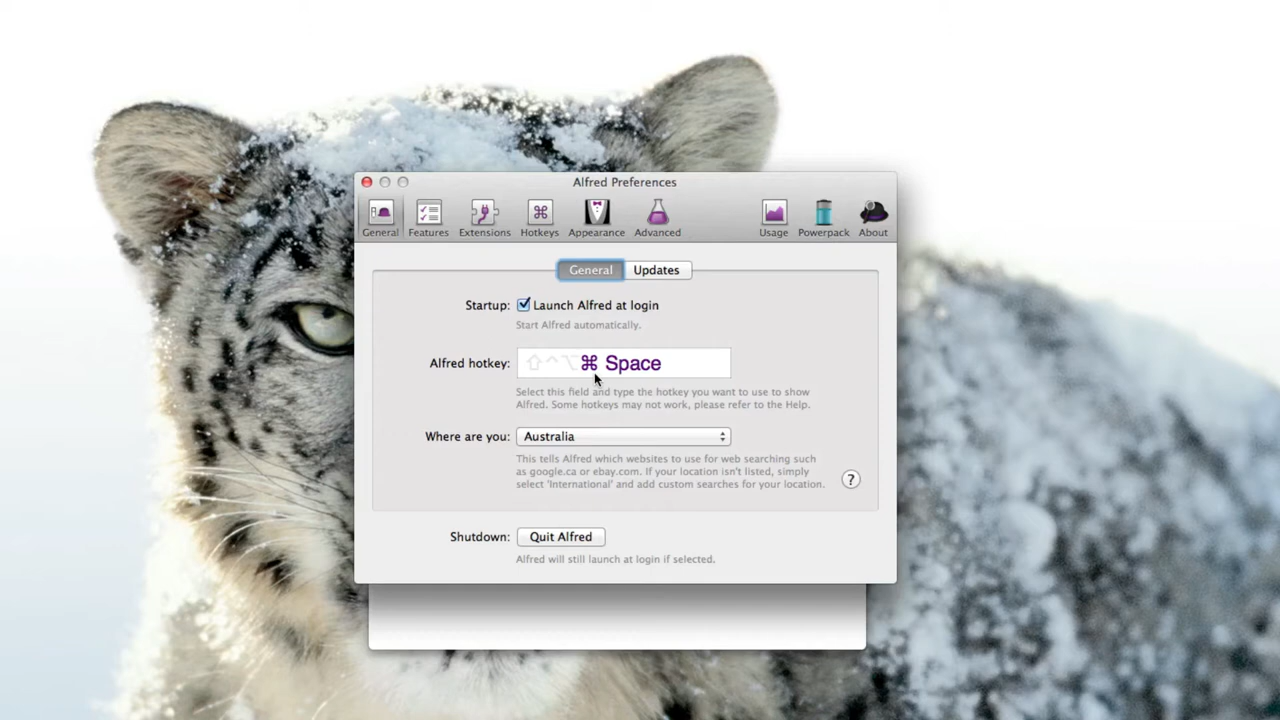 Alfred Preferences
General Features Extensions Hotkeys Appearance Advanced Usage Powerpack About
General Updates
Startup: Launch Alfred at login
Start Alfred automatically.
Alfred hotkey: ⇧^⌥⌘ Space
Select this field and type the hotkey you want to use to show
Alfred. Some hotkeys may not work, please refer to the Help.
Where are you: Australia
This tells Alfred which websites to use for web searching such
as google.ca or ebay.com. If your location isn't listed, simply
select 'International' and add custom searches for your location.
?
Shutdown: Quit Alfred
Alfred will still launch at login if selected.